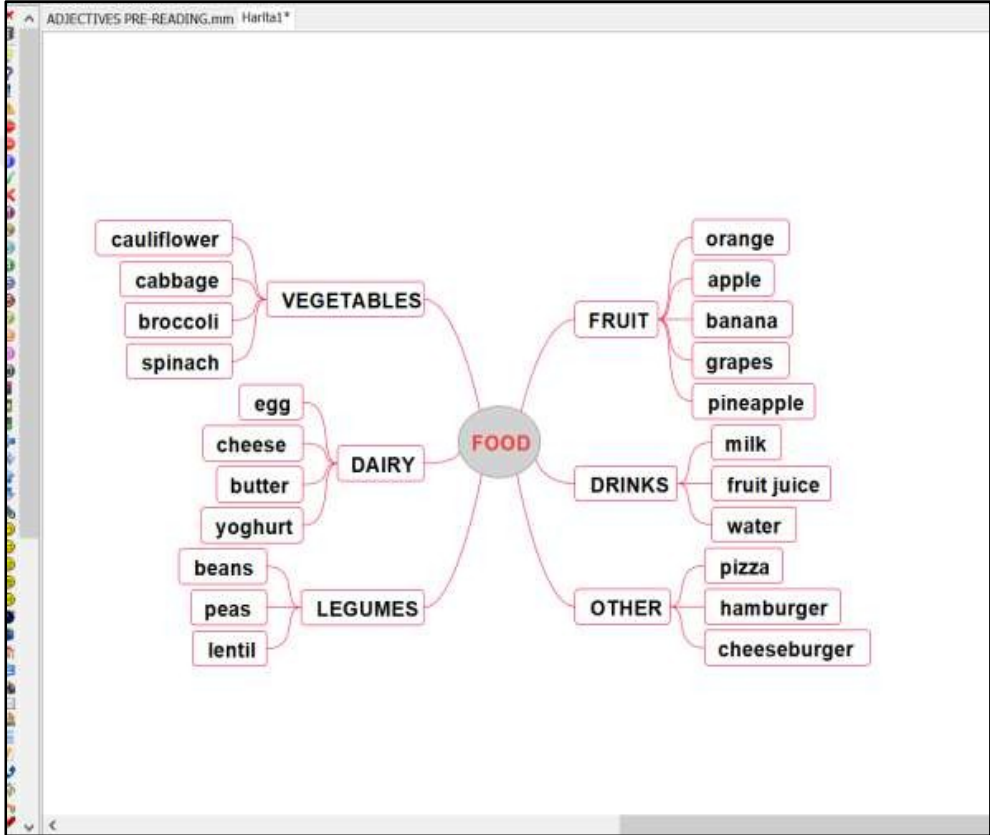 ADJECTIVES PRE-READING.mm
Harita1*
FOOD
VEGETABLES
cauliflower
cabbage
broccoli
spinach
DAIRY
egg
cheese
butter
yoghurt
LEGUMES
beans
peas
lentil
FRUIT
orange
apple
banana
grapes
pineapple
DRINKS
milk
fruit juice
water
OTHER
pizza
hamburger
cheeseburger